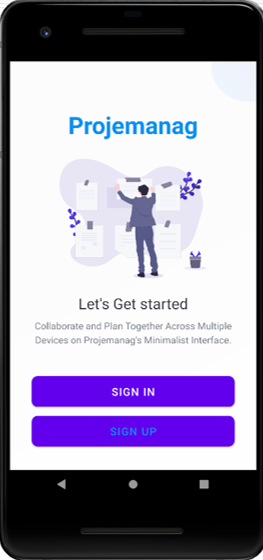 Projemanag
Let's Get started
Collaborate and Plan Together Across Multiple
Devices on Projemanag's Minimalist Interface.
SIGN IN
SIGN UP